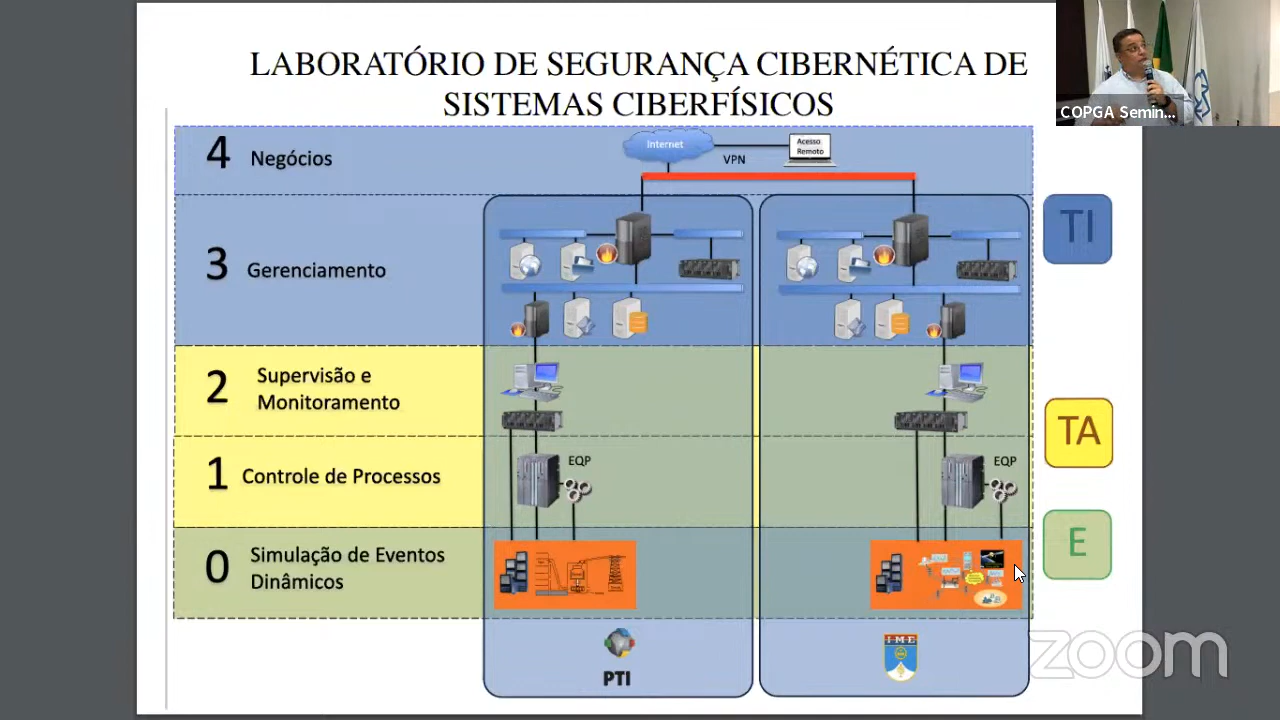 LABORATÓRIO DE SEGURANÇA CIBERNÉTICA DE
SISTEMAS CIBERFÍSICOS
COPGA Semin...
4 Negócios
Internet
VPN
Acesso
Remoto
3 Gerenciamento
TI
2 Supervisão e
Monitoramento
TA
1 Controle de Processos
EQP
EQP
0 Simulação de Eventos
Dinâmicos
E
PTI
I·M·E
zoom